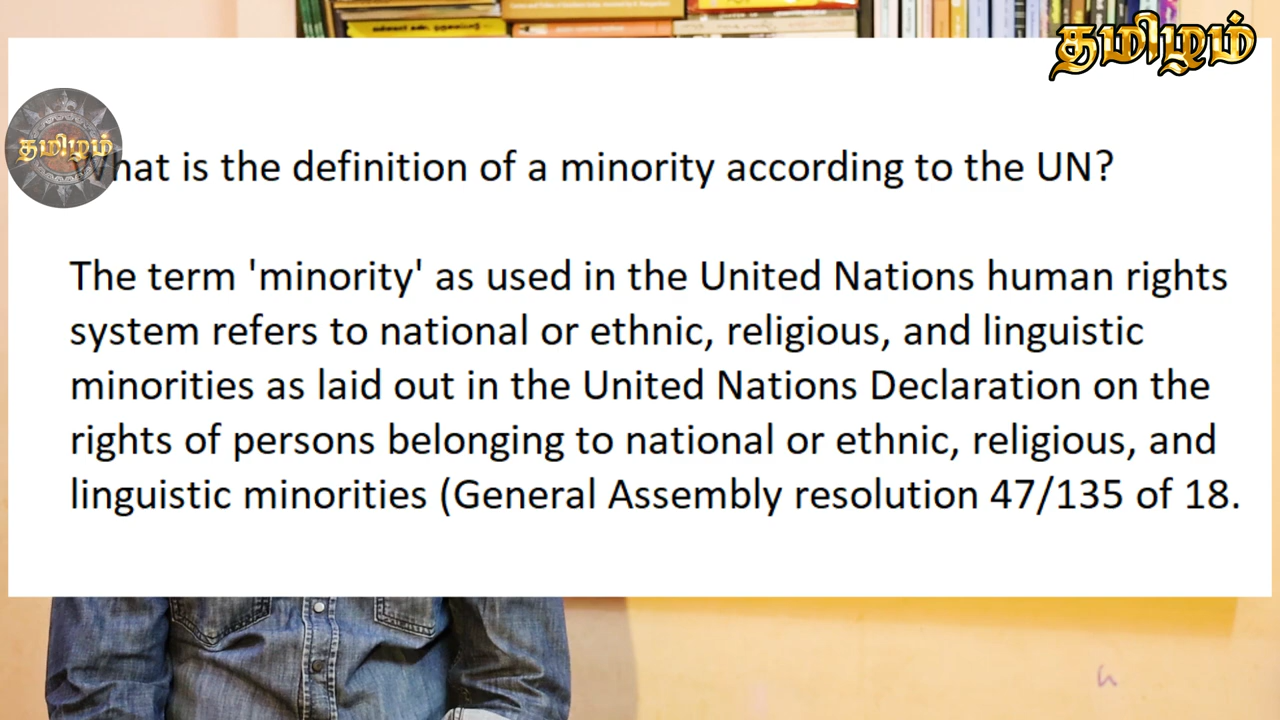 தமிழம்
தமிழம்
What is the definition of a minority according to the UN?
The term 'minority' as used in the United Nations human rights
system refers to national or ethnic, religious, and linguistic
minorities as laid out in the United Nations Declaration on the
rights of persons belonging to national or ethnic, religious, and
linguistic minorities (General Assembly resolution 47/135 of 18.